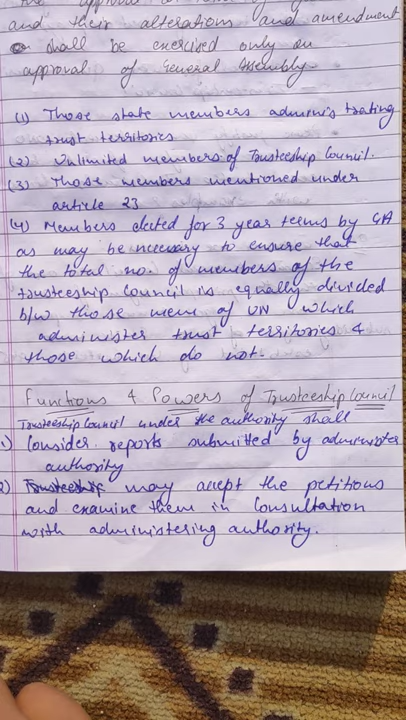 the approval
and their alterations and amendment
shall be exercised only on
approval of General Assembly.
(1) Those state members administrating
trust territories
(2) Unlimited members of Trusteeship Council.
(3) Those members mentioned under
article 23
(4) Members elected for 3 year terms by GA
as may be necessary to ensure that
the total no. of members of the
trusteeship Council is equally divided
b/w those mem of UN which
administer trust territories &
those which do not.
Functions & Powers of Trusteeship Council
Trusteeship Council under the authority shall
1) Consider reports submitted by administer
authority
2) may accept the petitions
and examine them in Consultation
with administering authority.